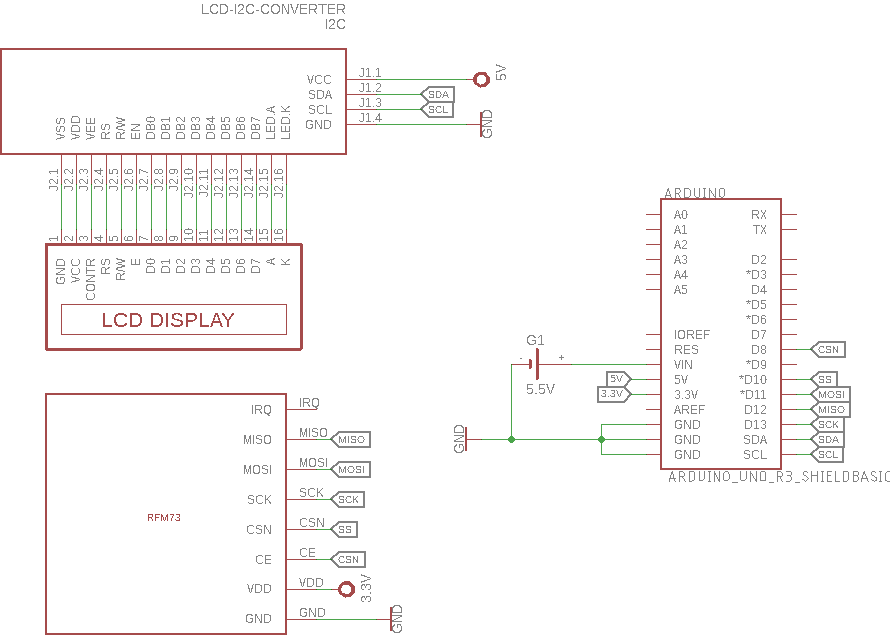 LCD-I2C-CONVERTER
I2C
VCC
SDA
SCL
GND
J1.1
J1.2
J1.3
J1.4
SDA
SCL
5V
GND
VSS
VDD
VEE
RS
R/W
EN
DB0
DB1
DB2
DB3
DB4
DB5
DB6
DB7
LED.A
LED.K
J2.1
J2.2
J2.3
J2.4
J2.5
J2.6
J2.7
J2.8
J2.9
J2.10
J2.11
J2.12
J2.13
J2.14
J2.15
J2.16
1
2
3
4
5
6
7
8
9
10
11
12
13
14
15
16
GND
VCC
CONTR
RS
R/W
E
D0
D1
D2
D3
D4
D5
D6
D7
A
K
LCD DISPLAY
RFM73
IRQ IRQ
MISO MISO MISO
MOSI MOSI MOSI
SCK SCK SCK
CSN CSN SS
CE CE CSN
VDD VDD 3.3V
GND GND GND
G1
- +
5.5V
GND
5V
3.3V
ARDUINO
A0 RX
A1 TX
A2
A3 D2
A4 *D3
A5 D4
*D5
*D6
IOREF D7
RES D8 CSN
VIN *D9
5V *D10 SS
3.3V *D11 MOSI
AREF D12 MISO
GND D13 SCK
GND SDA SDA
GND SCL SCL
ARDUINO_UNO_R3_SHIELDBASIC